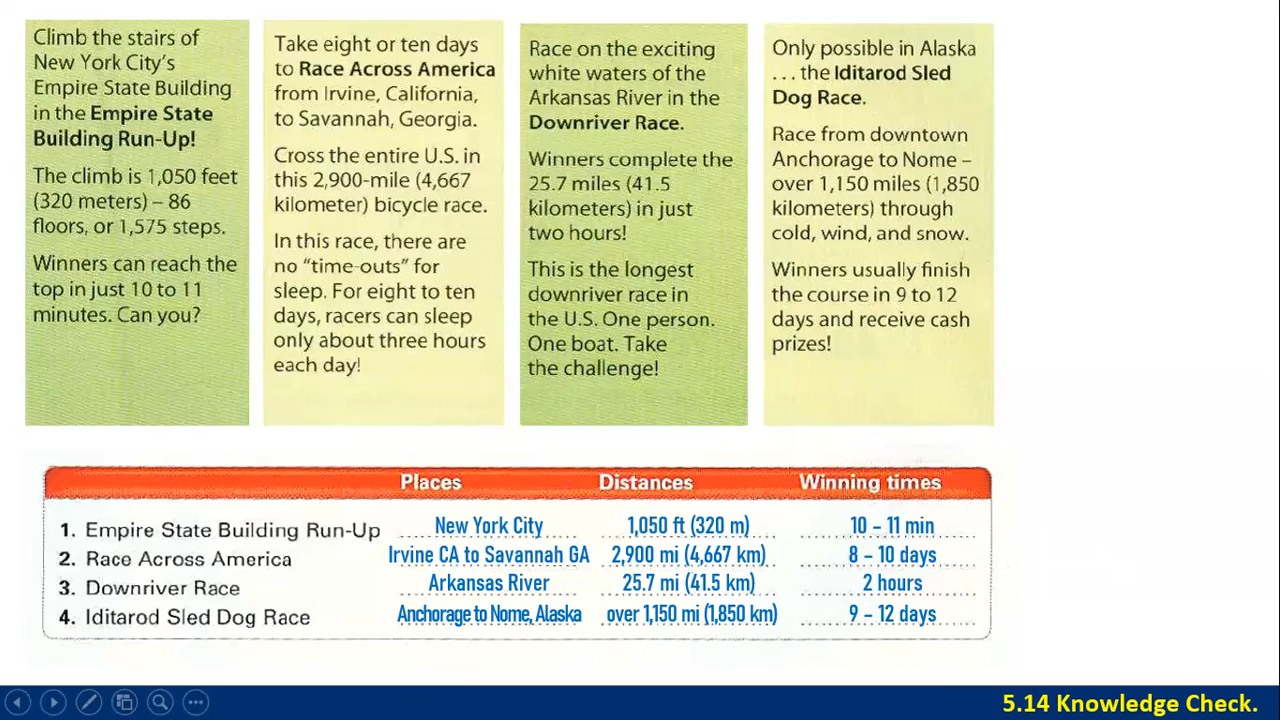 Climb the stairs of
New York City's
Empire State Building
in the Empire State
Building Run-Up!
The climb is 1,050 feet
(320 meters) – 86
floors, or 1,575 steps.
Winners can reach the
top in just 10 to 11
minutes. Can you?
Take eight or ten days
to Race Across America
from Irvine, California,
to Savannah, Georgia.
Cross the entire U.S. in
this 2,900-mile (4,667
kilometer) bicycle race.
In this race, there are
no "time-outs" for
sleep. For eight to ten
days, racers can sleep
only about three hours
each day!
Race on the exciting
white waters of the
Arkansas River in the
Downriver Race.
Winners complete the
25.7 miles (41.5
kilometers) in just
two hours!
This is the longest
downriver race in
the U.S. One person.
One boat. Take
the challenge!
Only possible in Alaska
... the Iditarod Sled
Dog Race.
Race from downtown
Anchorage to Nome –
over 1,150 miles (1,850
kilometers) through
cold, wind, and snow.
Winners usually finish
the course in 9 to 12
days and receive cash
prizes!
Places Distances Winning times
1. Empire State Building Run-Up New York City 1,050 ft (320 m) 10 – 11 min
2. Race Across America Irvine CA to Savannah GA 2,900 mi (4,667 km) 8 – 10 days
3. Downriver Race Arkansas River 25.7 mi (41.5 km) 2 hours
4. Iditarod Sled Dog Race Anchorage to Nome, Alaska over 1,150 mi (1,850 km) 9 – 12 days
5.14 Knowledge Check.